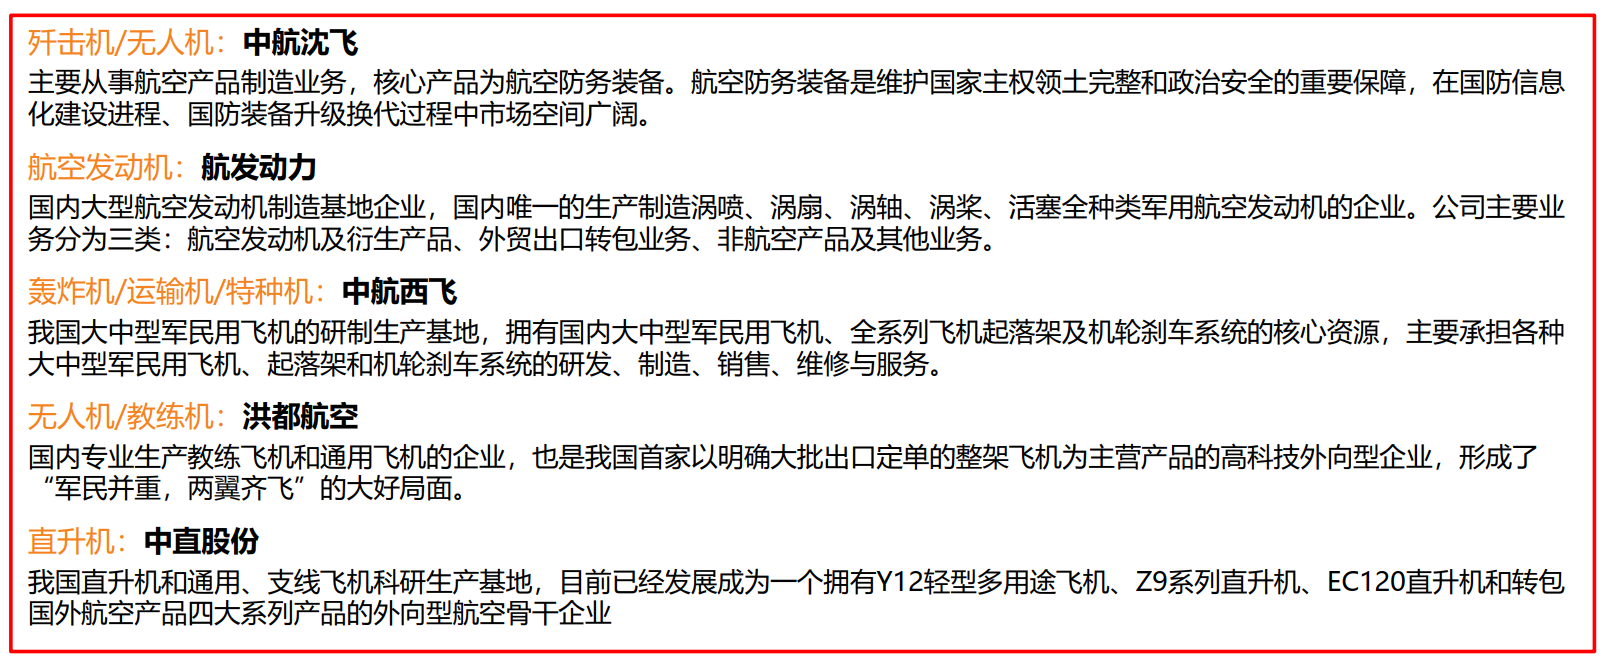 歼击机/无人机：中航沈飞
主要从事航空产品制造业务，核心产品为航空防务装备。航空防务装备是维护国家主权领土完整和政治安全的重要保障，在国防信息
化建设进程、国防装备升级换代过程中市场空间广阔。
航空发动机：航发动力
国内大型航空发动机制造基地企业，国内唯一的生产制造涡喷、涡扇、涡轴、涡桨、活塞全种类军用航空发动机的企业。公司主要业
务分为三类：航空发动机及衍生产品、外贸出口转包业务、非航空产品及其他业务。
轰炸机/运输机/特种机：中航西飞
我国大中型军民用飞机的研制生产基地，拥有国内大中型军民用飞机、全系列飞机起落架及机轮刹车系统的核心资源，主要承担各种
大中型军民用飞机、起落架和机轮刹车系统的研发、制造、销售、维修与服务。
无人机/教练机：洪都航空
国内专业生产教练飞机和通用飞机的企业，也是我国首家以明确大批出口定单的整架飞机为主营产品的高科技外向型企业，形成了
“军民并重，两翼齐飞”的大好局面。
直升机：中直股份
我国直升机和通用、支线飞机科研生产基地，目前已经发展成为一个拥有Y12轻型多用途飞机、Z9系列直升机、EC120直升机和转包
国外航空产品四大系列产品的外向型航空骨干企业